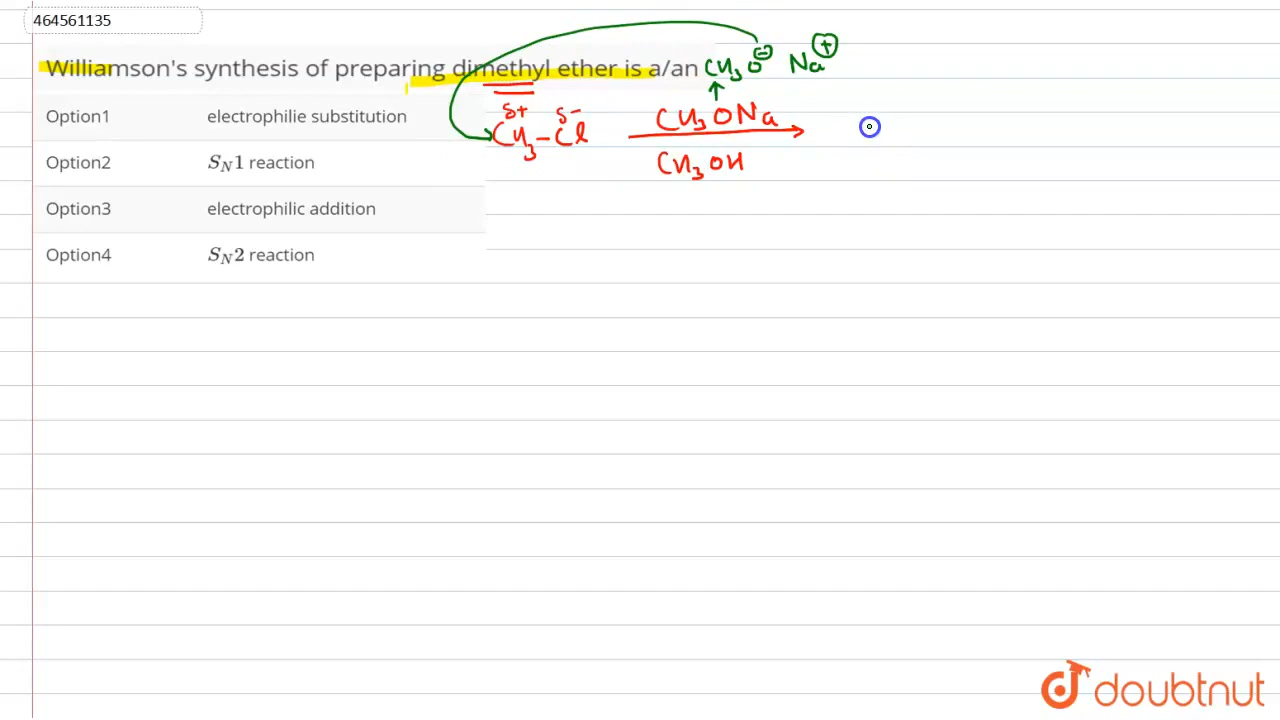 464561135
Williamson's synthesis of preparing dimethyl ether is a/an CH3O⊖ Na⊕
Option1 electrophilie substitution
Option2 SN1 reaction
Option3 electrophilic addition
Option4 SN2 reaction
δ+ δ-
CH3-Cl
CH3ONa
CH3OH
doubtnut